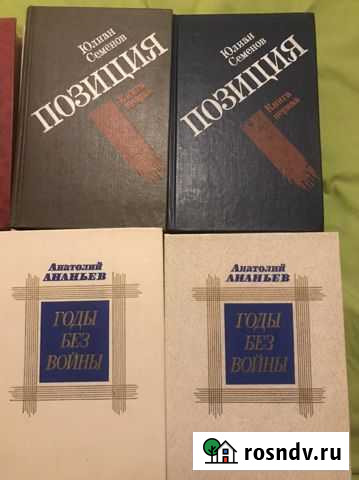 Юлиан
Семенов
ПОЗИЦИЯ
Книга
Юлиан
Семенов
ПОЗИЦИЯ
Книга
первая
Анатолий
АНАНЬЕВ
ГОДЫ
БЕЗ
ВОЙНЫ
Анатолий
АНАНЬЕВ
ГОДЫ
БЕЗ
ВОЙНЫ
rosndv.ru